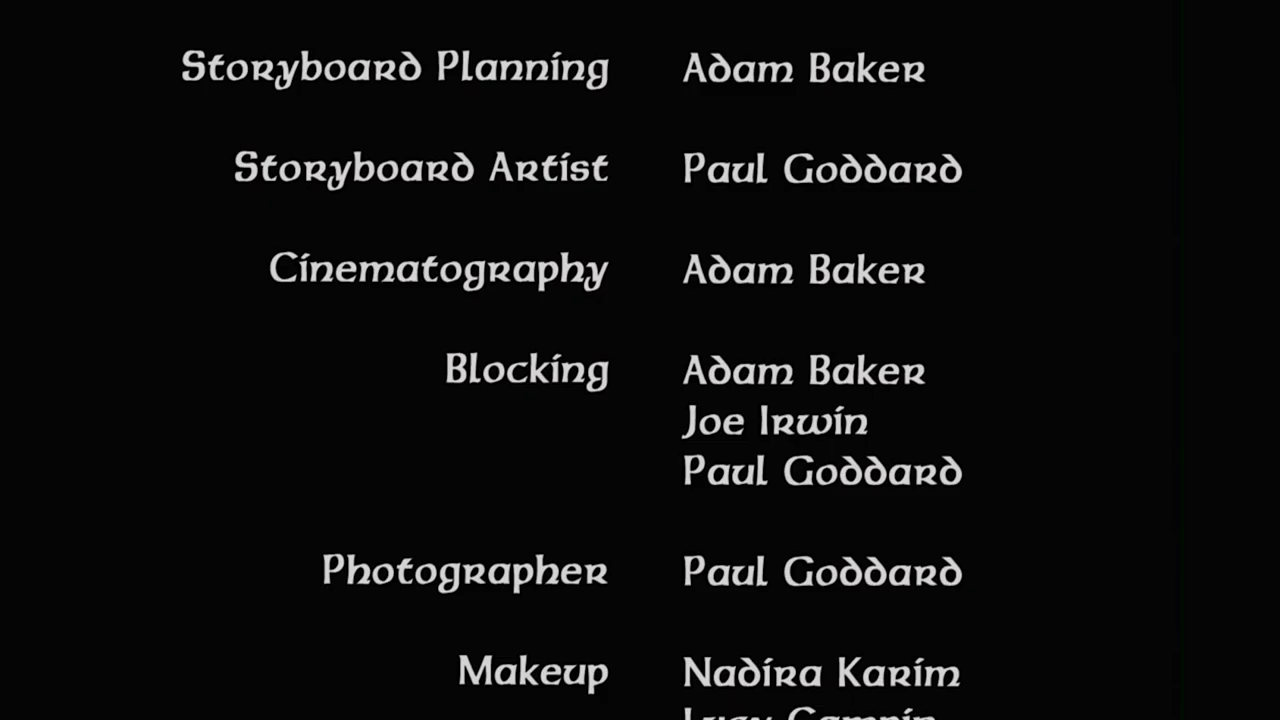 Storyboard Planning Adam Baker
Storyboard Artist Paul Goddard
Cinematography Adam Baker
Blocking Adam Baker
Joe Irwin
Paul Goddard
Photographer Paul Goddard
Makeup Nadira Karim